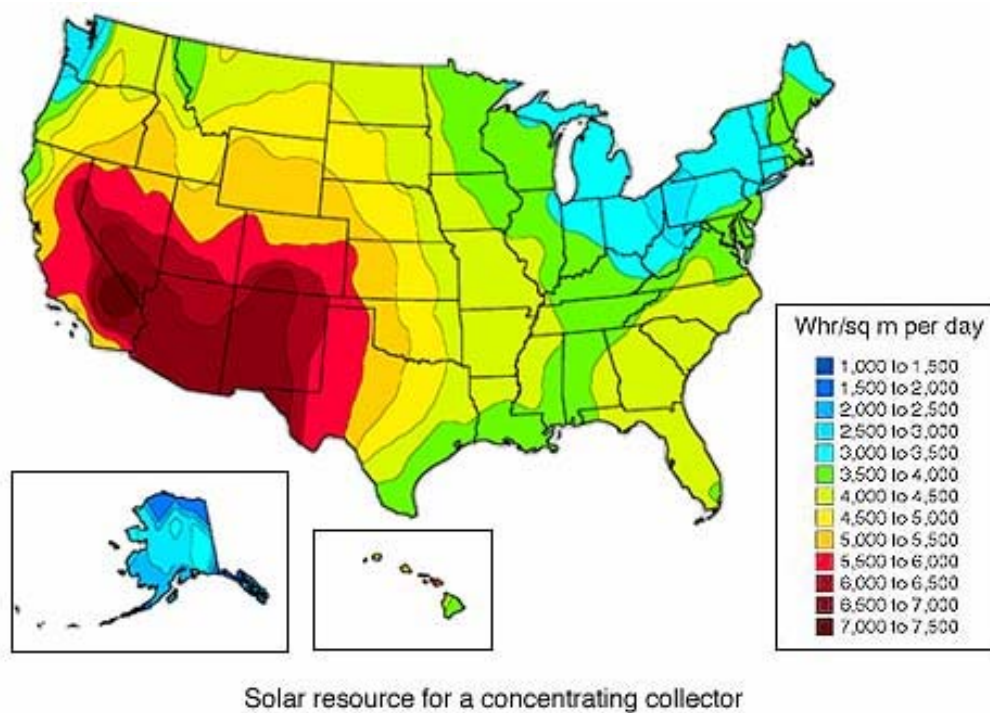 Whr/sq m per day
1,000 to 1,500
1,500 to 2,000
2,000 to 2,500
2,500 to 3,000
3,000 to 3,500
3,500 to 4,000
4,000 to 4,500
4,500 to 5,000
5,000 to 5,500
5,500 to 6,000
6,000 to 6,500
6,500 to 7,000
7,000 to 7,500
Solar resource for a concentrating collector